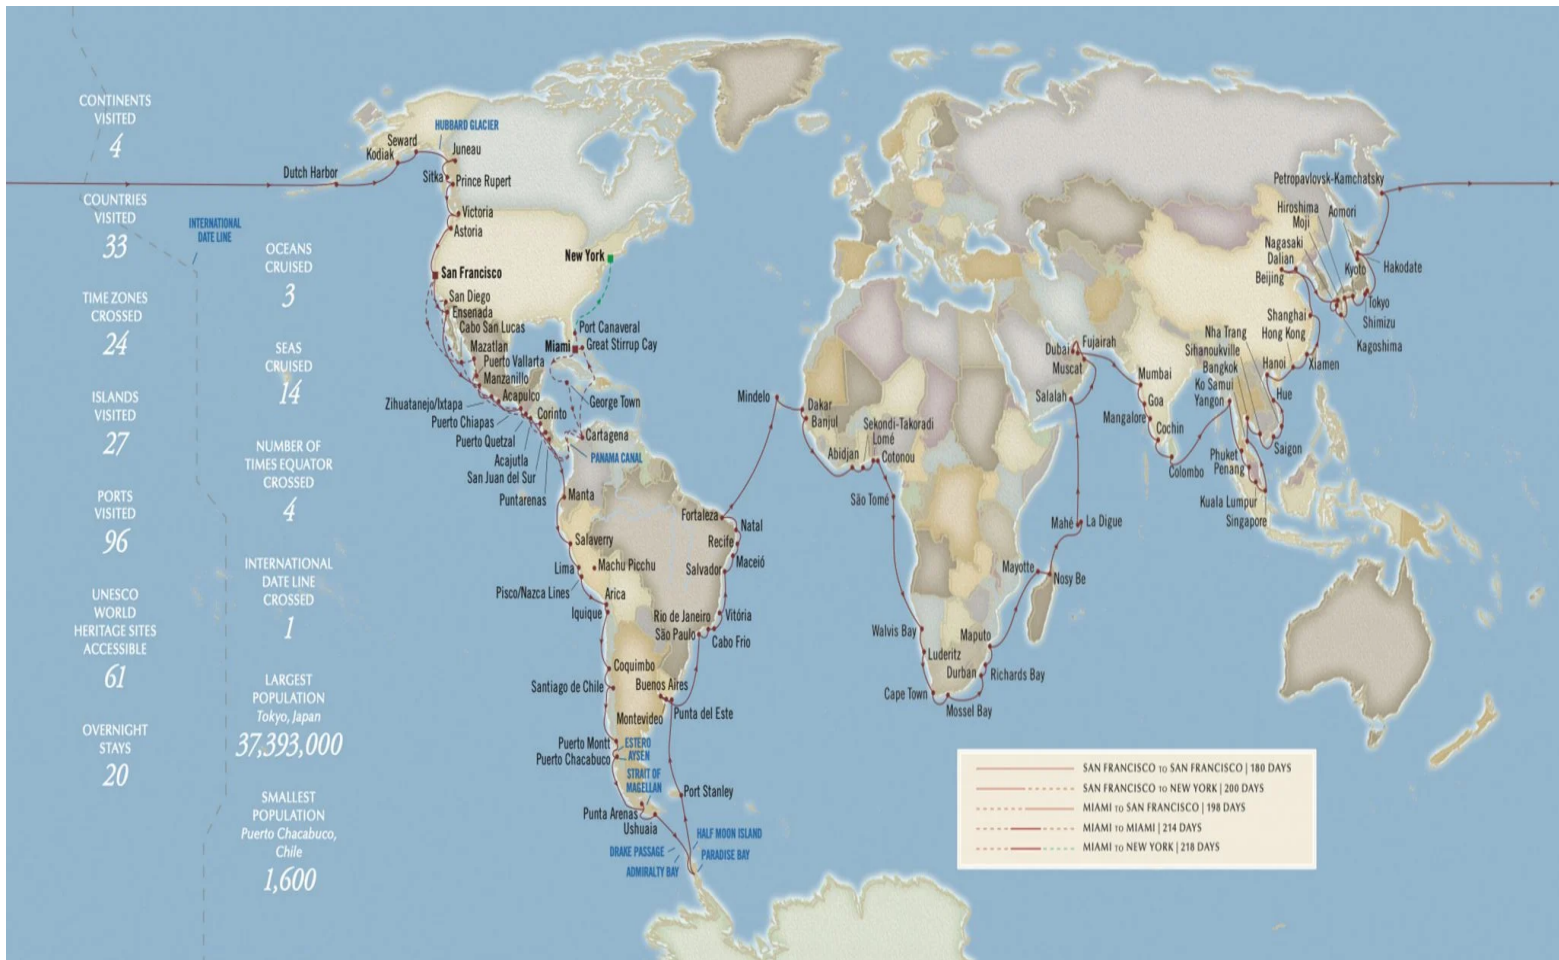 CONTINENTS
VISITED
4
COUNTRIES
VISITED
33
TIME ZONES
CROSSED
24
ISLANDS
VISITED
27
PORTS
VISITED
96
UNESCO
WORLD
HERITAGE SITES
ACCESSIBLE
61
OVERNIGHT
STAYS
20
INTERNATIONAL
DATE LINE
OCEANS
CRUISED
3
SEAS
CRUISED
14
NUMBER OF
TIMES EQUATOR
CROSSED
4
INTERNATIONAL
DATE LINE
CROSSED
1
LARGEST
POPULATION
Tokyo, Japan
37,393,000
SMALLEST
POPULATION
Puerto Chacabuco,
Chile
1,600
HUBBARD GLACIER
Seward
Kodiak
Juneau
Dutch Harbor
Sitka
Prince Rupert
Victoria
Astoria
San Francisco
New York
San Diego
Ensenada
Cabo San Lucas
Port Canaveral
Miami
Great Stirrup Cay
Mazatlan
Puerto Vallarta
Manzanillo
Acapulco
Zihuatanejo/Ixtapa
George Town
Corinto
Puerto Chiapas
Puerto Quetzal
Cartagena
PANAMA CANAL
Acajutla
San Juan del Sur
Puntarenas
Manta
Salaverry
Lima
Machu Picchu
Pisco/Nazca Lines
Arica
Iquique
Coquimbo
Santiago de Chile
Buenos Aires
Montevideo
Punta del Este
Puerto Montt
ESTERO
AYSEN
Puerto Chacabuco
STRAIT OF
MAGELLAN
Port Stanley
Punta Arenas
Ushuaia
HALF MOON ISLAND
DRAKE PASSAGE
PARADISE BAY
ADMIRALTY BAY
Fortaleza
Natal
Recife
Maceió
Salvador
Vitória
Rio de Janeiro
São Paulo
Cabo Frio
Mindelo
Dakar
Banjul
Sekondi-Takoradi
Lomé
Abidjan
Cotonou
São Tomé
Walvis Bay
Luderitz
Cape Town
Mossel Bay
Durban
Richards Bay
Maputo
Mayotte
Nosy Be
Mahé
La Digue
Salalah
Muscat
Dubai
Fujairah
Mumbai
Goa
Mangalore
Cochin
Colombo
Nha Trang
Sihanoukville
Bangkok
Ko Samui
Yangon
Phuket
Penang
Kuala Lumpur
Singapore
Saigon
Hue
Hanoi
Xiamen
Hong Kong
Shanghai
Beijing
Dalian
Nagasaki
Moji
Hiroshima
Aomori
Petropavlovsk-Kamchatsky
Kyoto
Hakodate
Tokyo
Shimizu
Kagoshima
SAN FRANCISCO TO SAN FRANCISCO | 180 DAYS
SAN FRANCISCO TO NEW YORK | 200 DAYS
MIAMI TO SAN FRANCISCO | 198 DAYS
MIAMI TO MIAMI | 214 DAYS
MIAMI TO NEW YORK | 218 DAYS